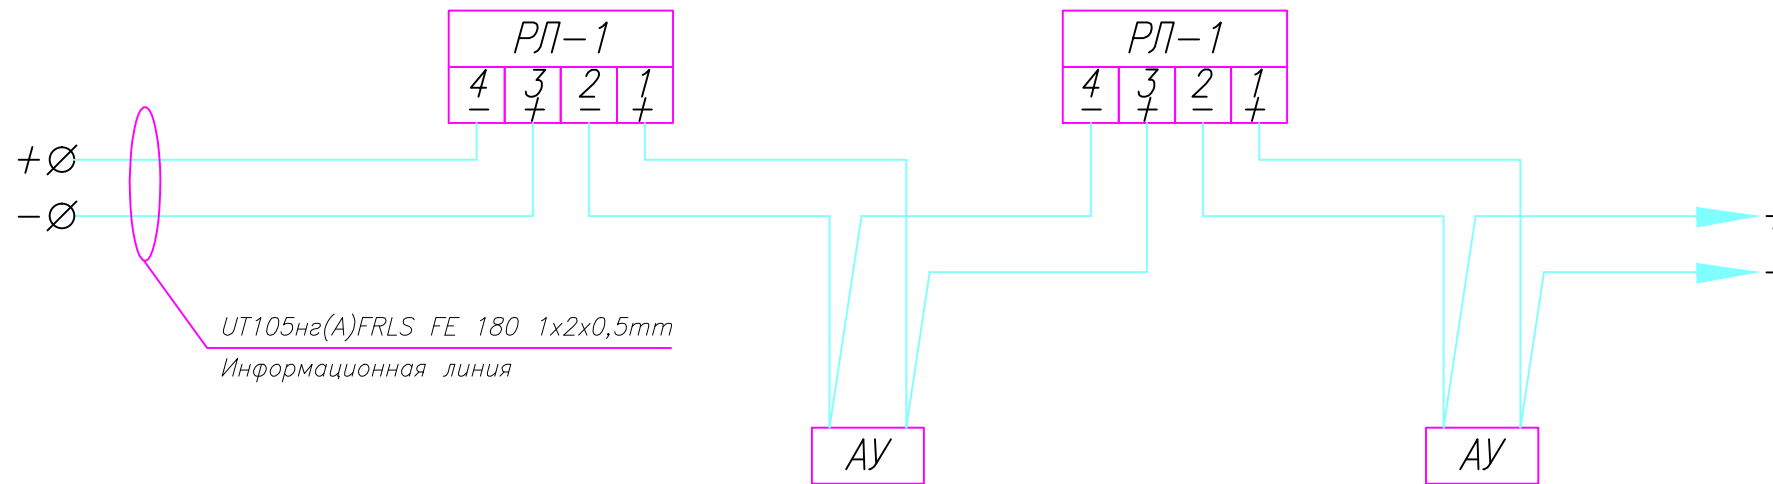 РЛ-1 РЛ-1
4 3 2 1 4 3 2 1
- + - + - + - +
+
-
UT105нг(А)FRLS FE 180 1x2x0,5mm
Информационная линия
АУ АУ